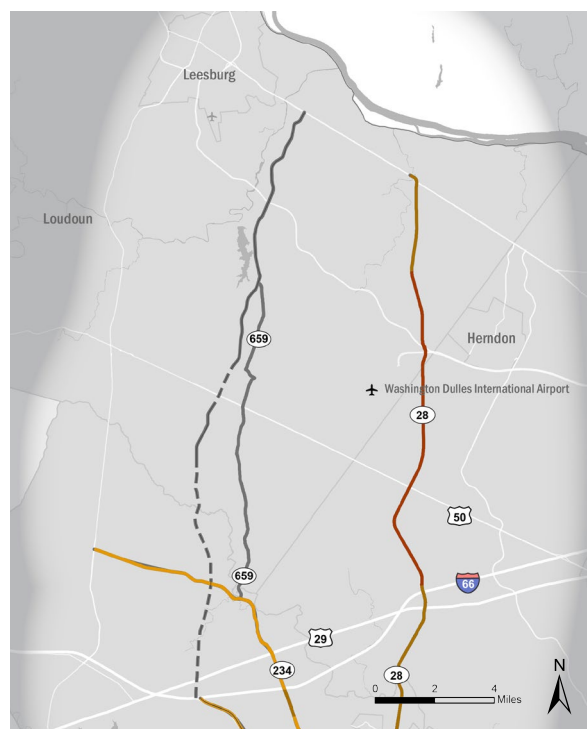 Leesburg
Loudoun
659
Herndon
Washington Dulles International Airport
28
50
659
66
29
234
28
0 2 4
Miles
N